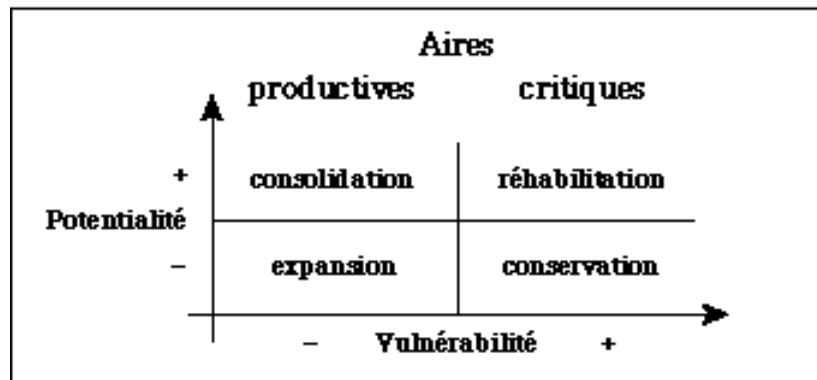 Aires
productives critiques
+ consolidation réhabilitation
Potentialité
– expansion conservation
– Vulnérabilité +